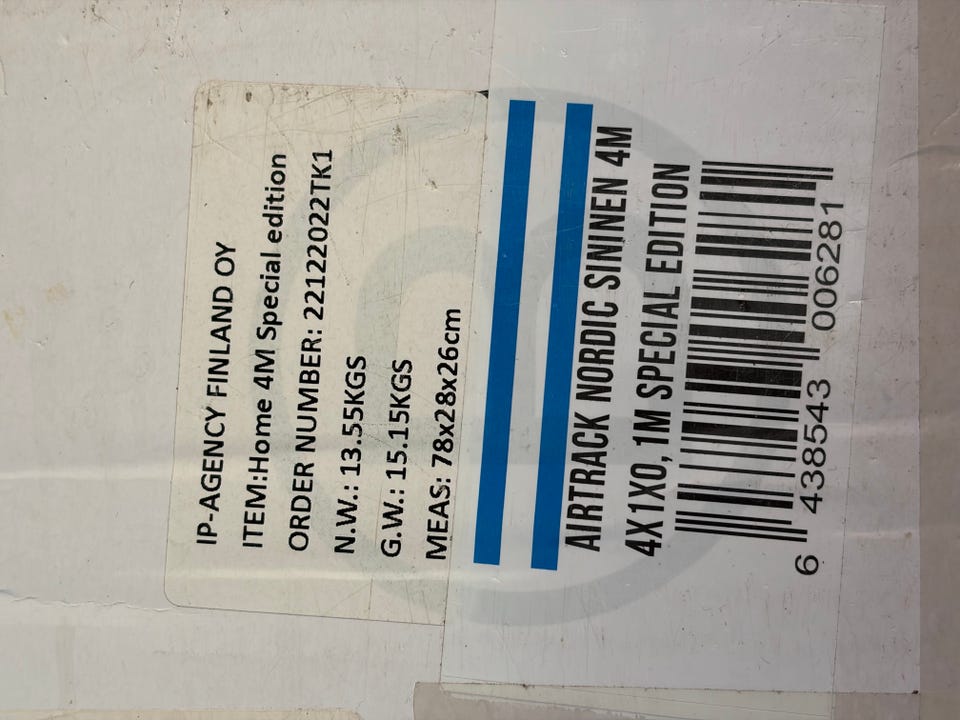 IP-AGENCY FINLAND OY
ITEM:Home 4M Special edition
ORDER NUMBER: 22122022TK1
N.W.: 13.55KGS
G.W.: 15.15KGS
MEAS: 78x28x26cm
AIRTRACK NORDIC SININEN 4M
4X1X0,1M SPECIAL EDITION
6 438543 006281